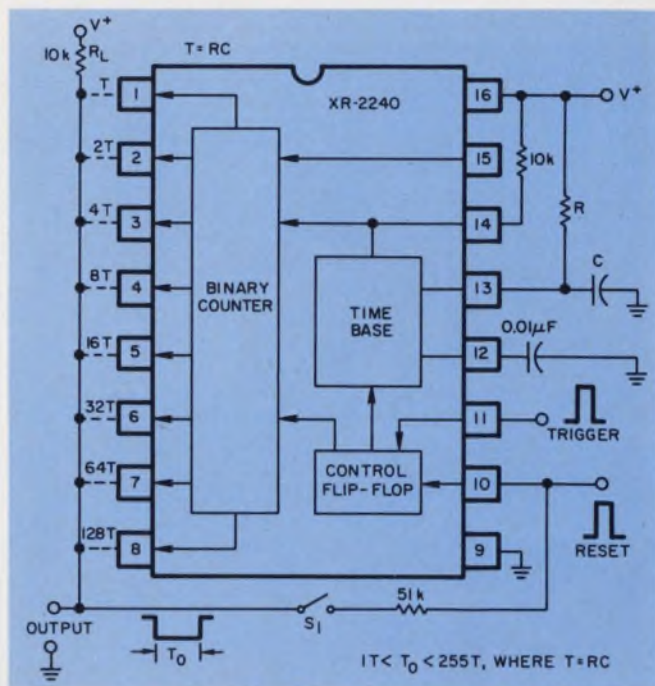 V+
10k RL
T = RC
XR-2240
T
1
2T
2
4T
3
8T
4
16T
5
32T
6
64T
7
128T
8
BINARY
COUNTER
TIME
BASE
CONTROL
FLIP-FLOP
16
V+
15
10k
14
R
13
C
0.01µF
12
11
TRIGGER
10
RESET
9
51k
S1
OUTPUT
T0
1T < T0 < 255T, WHERE T = RC